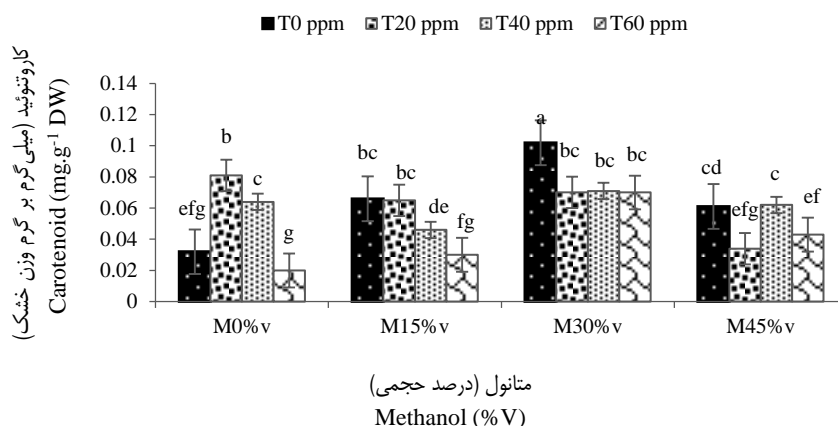 T0 ppm T20 ppm T40 ppm T60 ppm
کاروتنوئید (میلی‌گرم بر گرم وزن خشک)
Carotenoid (mg.g-1 DW)
0.14
0.12
0.1
0.08
0.06
0.04
0.02
0
efg b c g
bc bc de fg
a bc bc bc
cd efg c ef
M0%v M15%v M30%v M45%v
متانول (درصد حجمی)
Methanol (%V)